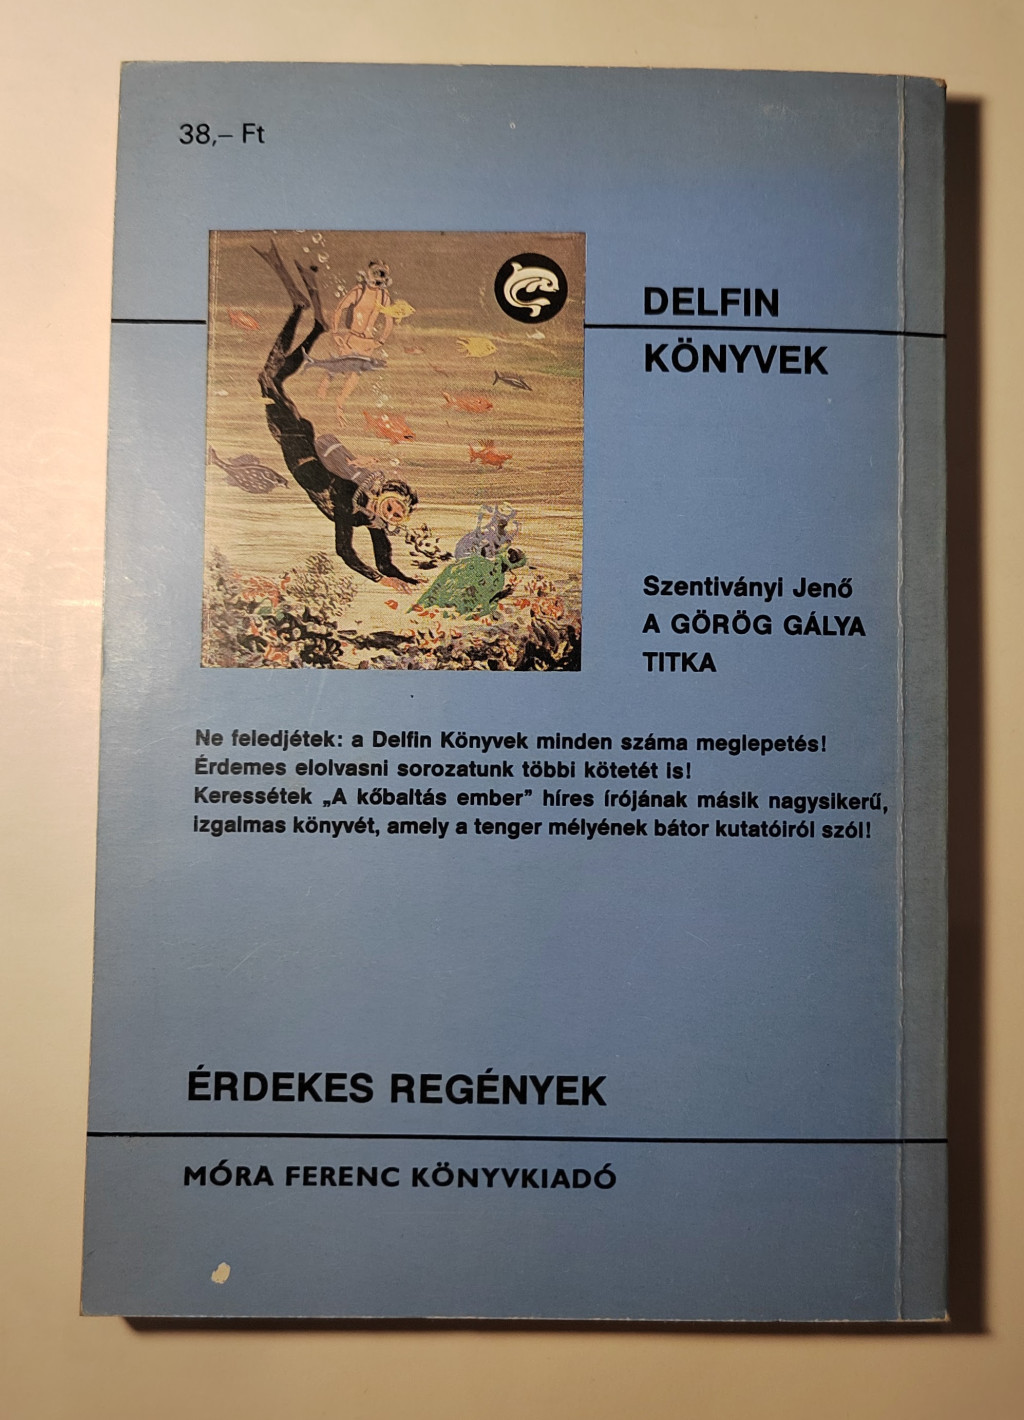 38,– Ft
DELFIN
KÖNYVEK
Szentiványi Jenő
A GÖRÖG GÁLYA
TITKA
Ne feledjétek: a Delfin Könyvek minden száma meglepetés!
Érdemes elolvasni sorozatunk többi kötetét is!
Keressétek „A kőbaltás ember” híres írójának másik nagysikerű,
izgalmas könyvét, amely a tenger mélyének bátor kutatóiról szól!
ÉRDEKES REGÉNYEK
MÓRA FERENC KÖNYVKIADÓ